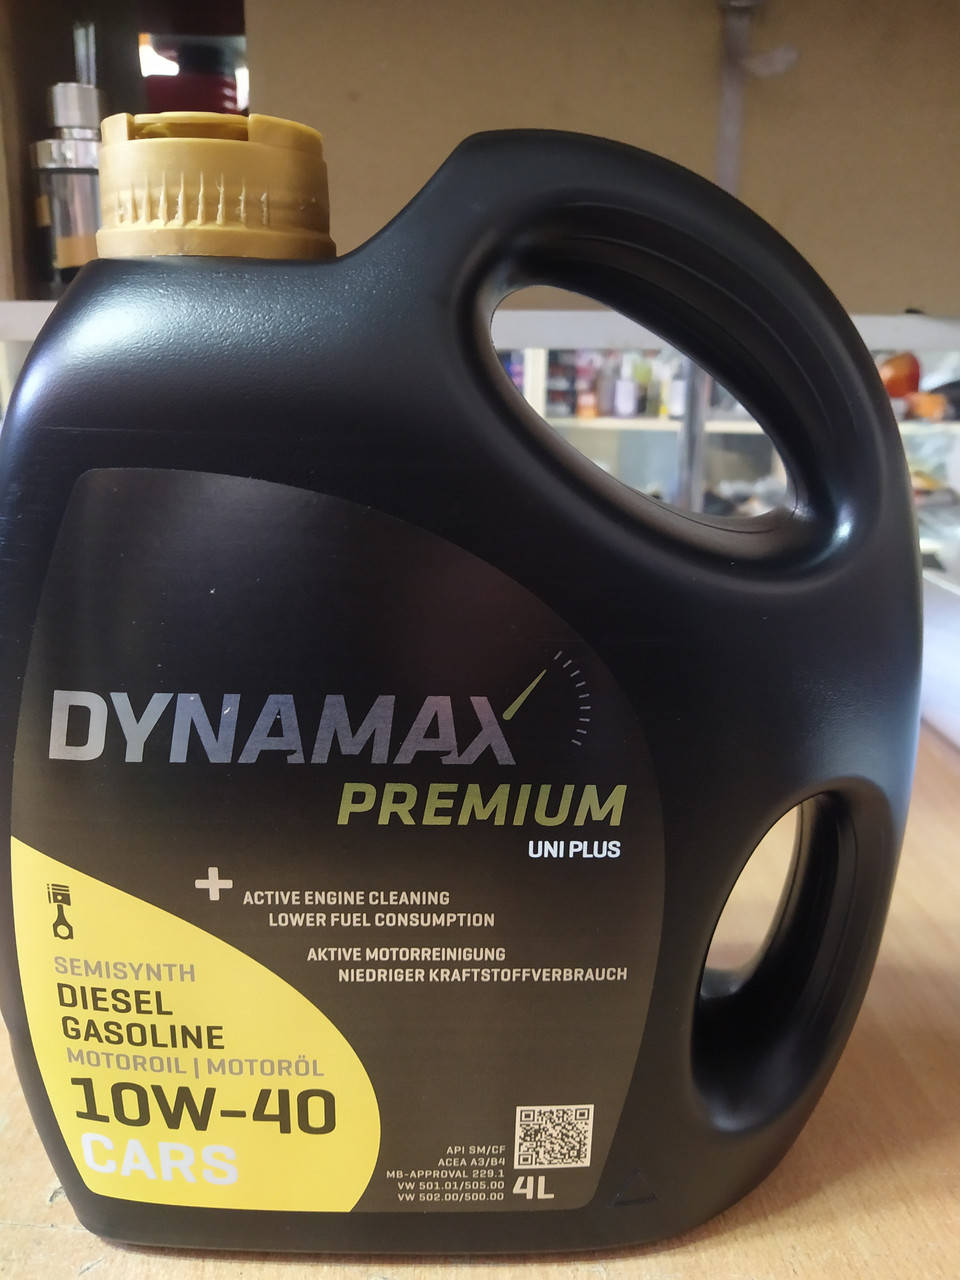 DYNAMAX
PREMIUM
UNI PLUS
+ ACTIVE ENGINE CLEANING
LOWER FUEL CONSUMPTION
AKTIVE MOTORREINIGUNG
NIEDRIGER KRAFTSTOFFVERBRAUCH
SEMISYNTH
DIESEL
GASOLINE
MOTOROIL | MOTORÖL
10W-40
CARS
API SM/CF
ACEA A3/B4
MB-APPROVAL 229.1
VW 501.01/505.00
VW 502.00/500.00
4L